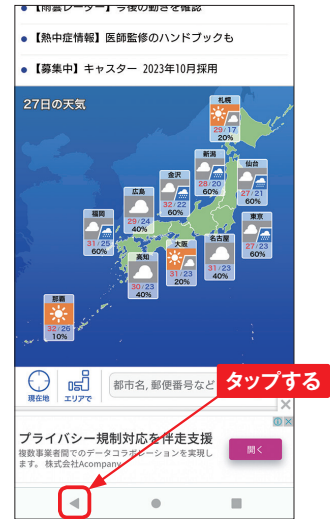 【雨雲レーダー】今後の動きを確認
【熱中症情報】医師監修のハンドブックも
【募集中】キャスター 2023年10月採用
27日の天気
札幌
29/17
20%
新潟
28/20
60%
仙台
27/21
60%
金沢
32/22
60%
広島
29/24
40%
東京
27/23
60%
福岡
31/25
60%
高知
30/23
40%
大阪
31/23
20%
名古屋
31/23
40%
那覇
32/26
10%
現在地
エリアで
都市名, 郵便番号など
タップする
プライバシー規制対応を伴走支援
複数事業者間でのデータコラボレーションを実現し
ます。 株式会社Acompany
開く